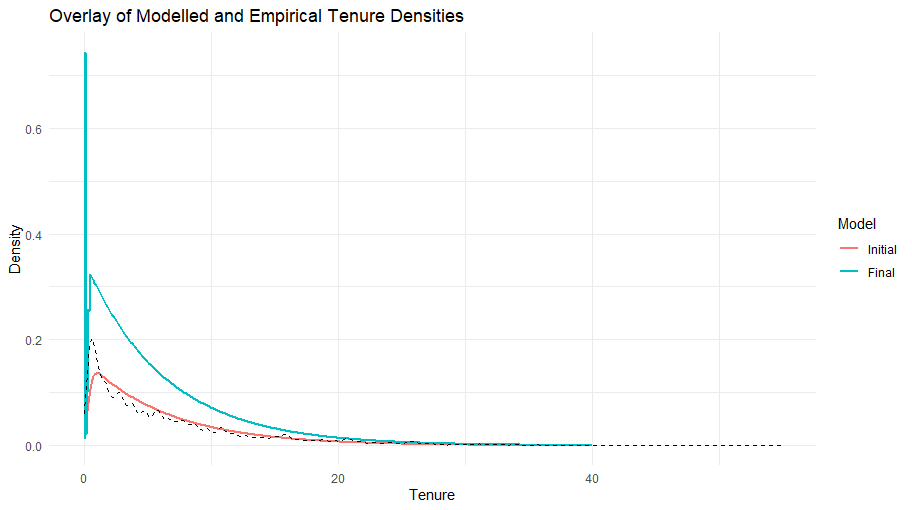 Overlay of Modelled and Empirical Tenure Densities
Density
0.6
0.4
0.2
0.0
0
20
40
Tenure
Model
Initial
Final